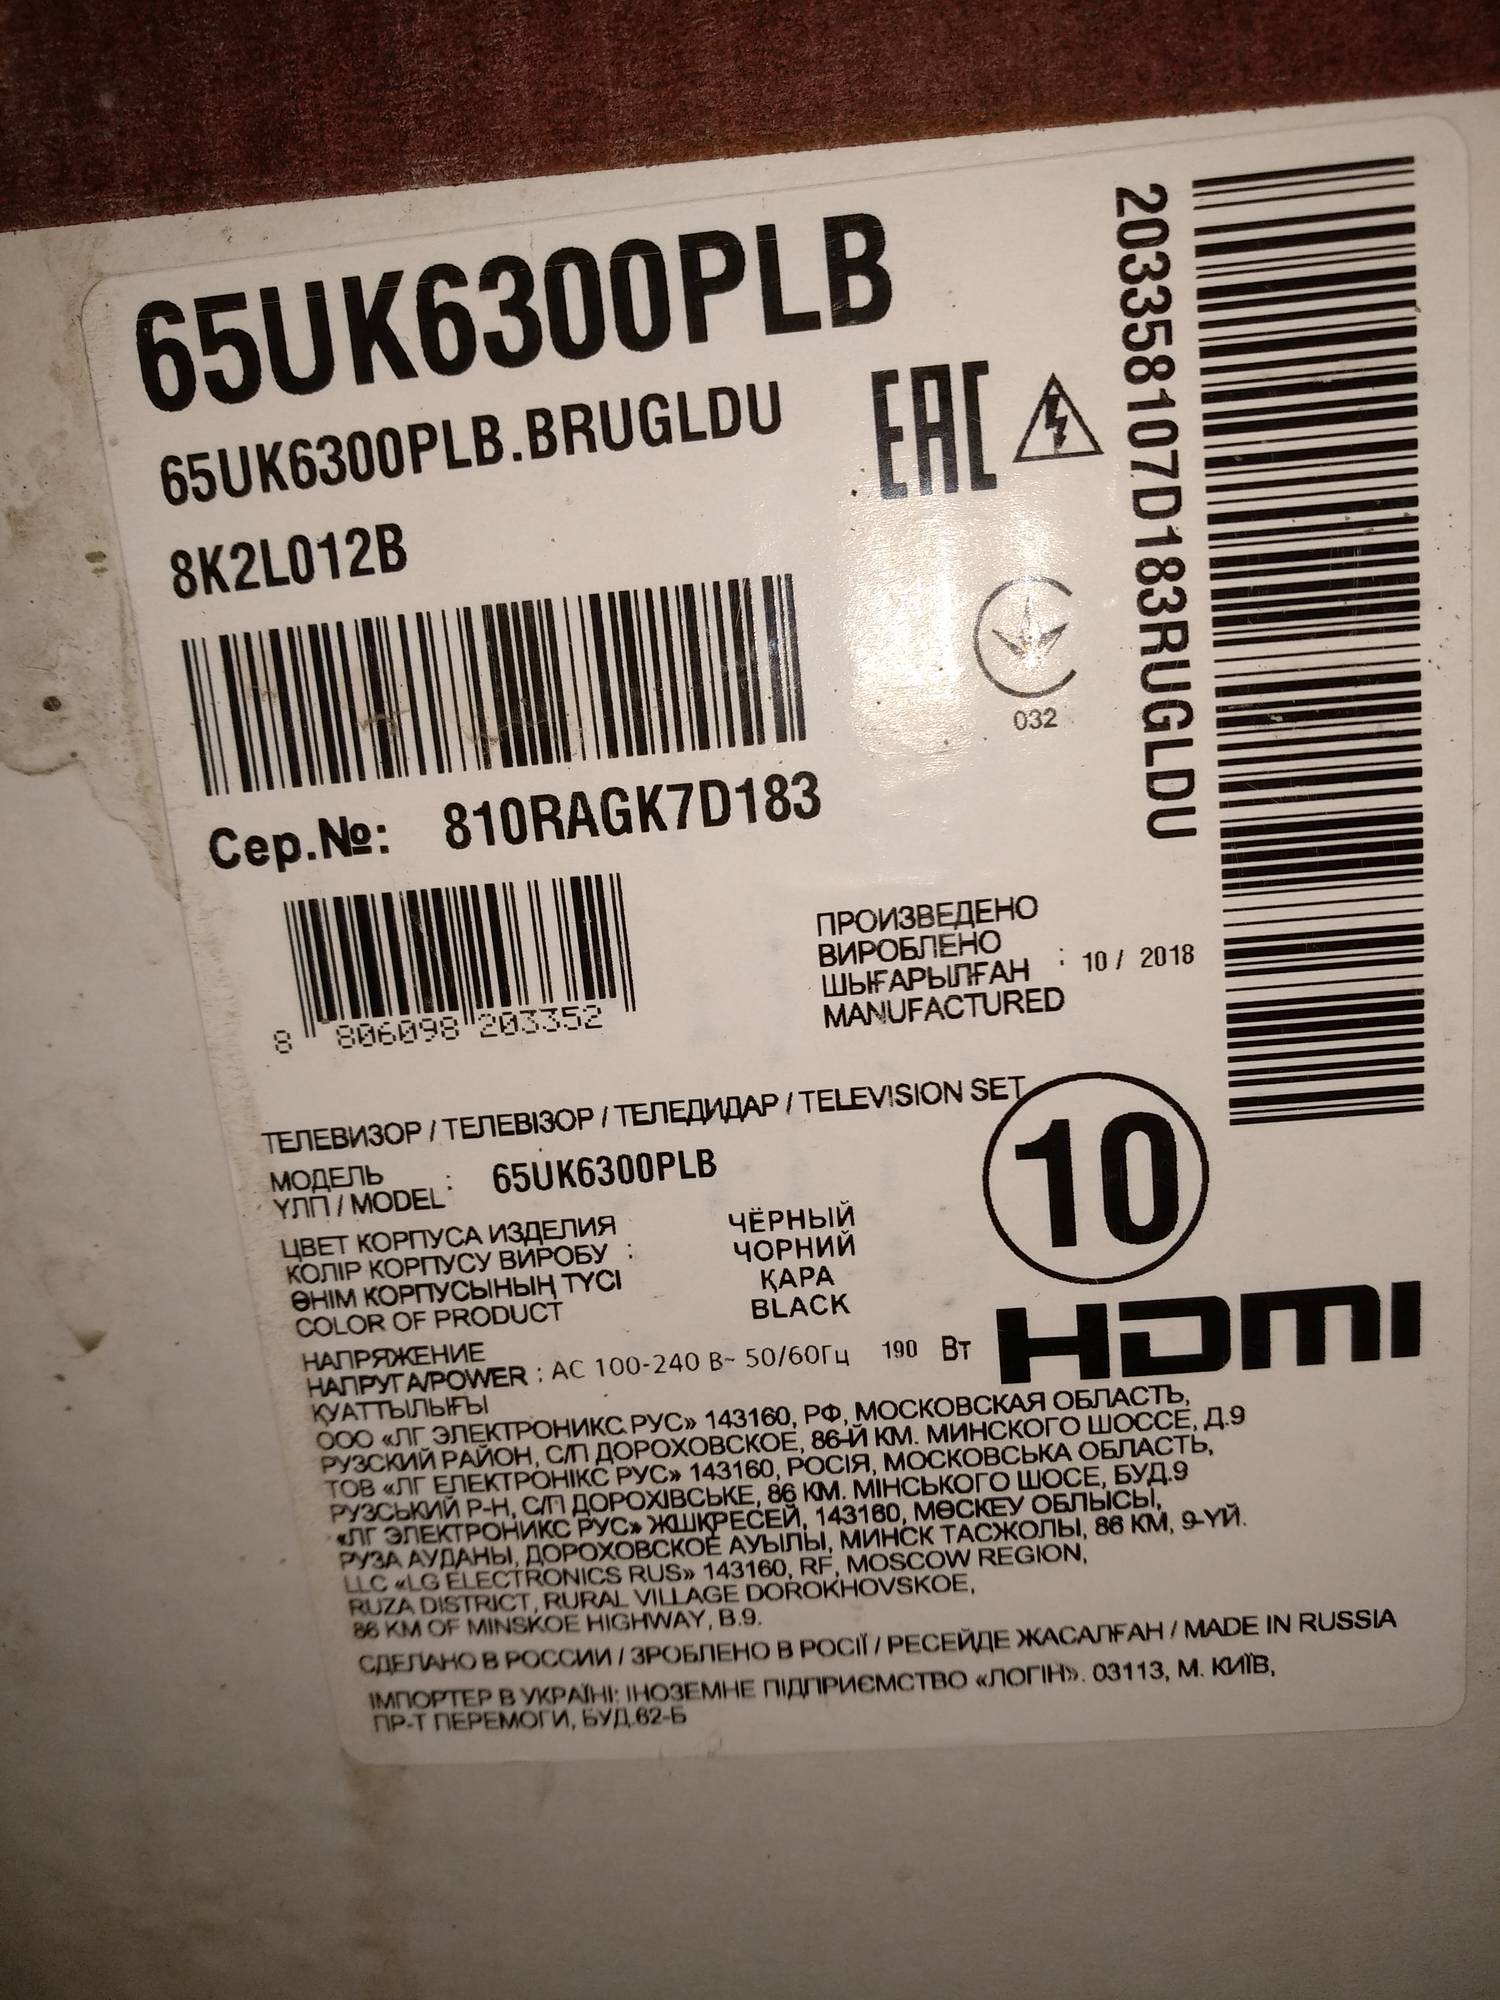 65UK6300PLB
65UK6300PLB.BRUGLDU
8K2L012B
EAC
032
Сер.№: 810RAGK7D183
8 806098 203352
203358107D183RUGLDU
ПРОИЗВЕДЕНО
ВИРОБЛЕНО
ШЫҒАРЫЛҒАН : 10 / 2018
MANUFACTURED
ТЕЛЕВИЗОР / ТЕЛЕВІЗОР / ТЕЛЕДИДАР / TELEVISION SET
10
МОДЕЛЬ
ҮЛГІ / MODEL : 65UK6300PLB
ЦВЕТ КОРПУСА ИЗДЕЛИЯ ЧЁРНЫЙ
КОЛІР КОРПУСУ ВИРОБУ : ЧОРНИЙ
ӨНІМ КОРПУСЫНЫҢ ТҮСІ ҚАРА
COLOR OF PRODUCT BLACK
HDMI
НАПРЯЖЕНИЕ
НАПРУГА/POWER : AC 100-240 В~ 50/60Гц 190 Вт
ҚУАТТЫЛЫҒЫ
ООО «ЛГ ЭЛЕКТРОНИКС РУС» 143160, РФ, МОСКОВСКАЯ ОБЛАСТЬ,
РУЗСКИЙ РАЙОН, С/П ДОРОХОВСКОЕ, 86-Й КМ. МИНСКОГО ШОССЕ, Д.9
ТОВ «ЛГ ЕЛЕКТРОНІКС РУС» 143160, РОСІЯ, МОСКОВСЬКА ОБЛАСТЬ,
РУЗСЬКИЙ Р-Н, С/П ДОРОХІВСЬКЕ, 86 КМ. МІНСЬКОГО ШОСЕ, БУД.9
«ЛГ ЭЛЕКТРОНИКС РУС» ЖШҚ РЕСЕЙ, 143160, МӘСКЕУ ОБЛЫСЫ,
РУЗА АУДАНЫ, ДОРОХОВСКОЕ АУЫЛЫ, МИНСК ТАСЖОЛЫ, 86 КМ, 9-ҮЙ.
LLC «LG ELECTRONICS RUS» 143160, RF, MOSCOW REGION,
RUZA DISTRICT, RURAL VILLAGE DOROKHOVSKOE,
86 KM OF MINSKOE HIGHWAY, B.9.
СДЕЛАНО В РОССИИ / ЗРОБЛЕНО В РОСІЇ / РЕСЕЙДЕ ЖАСАЛҒАН / MADE IN RUSSIA
ІМПОРТЕР В УКРАЇНІ: ІНОЗЕМНЕ ПІДПРИЄМСТВО «ЛОГІН». 03113, М. КИЇВ,
ПР-Т ПЕРЕМОГИ, БУД.62-Б